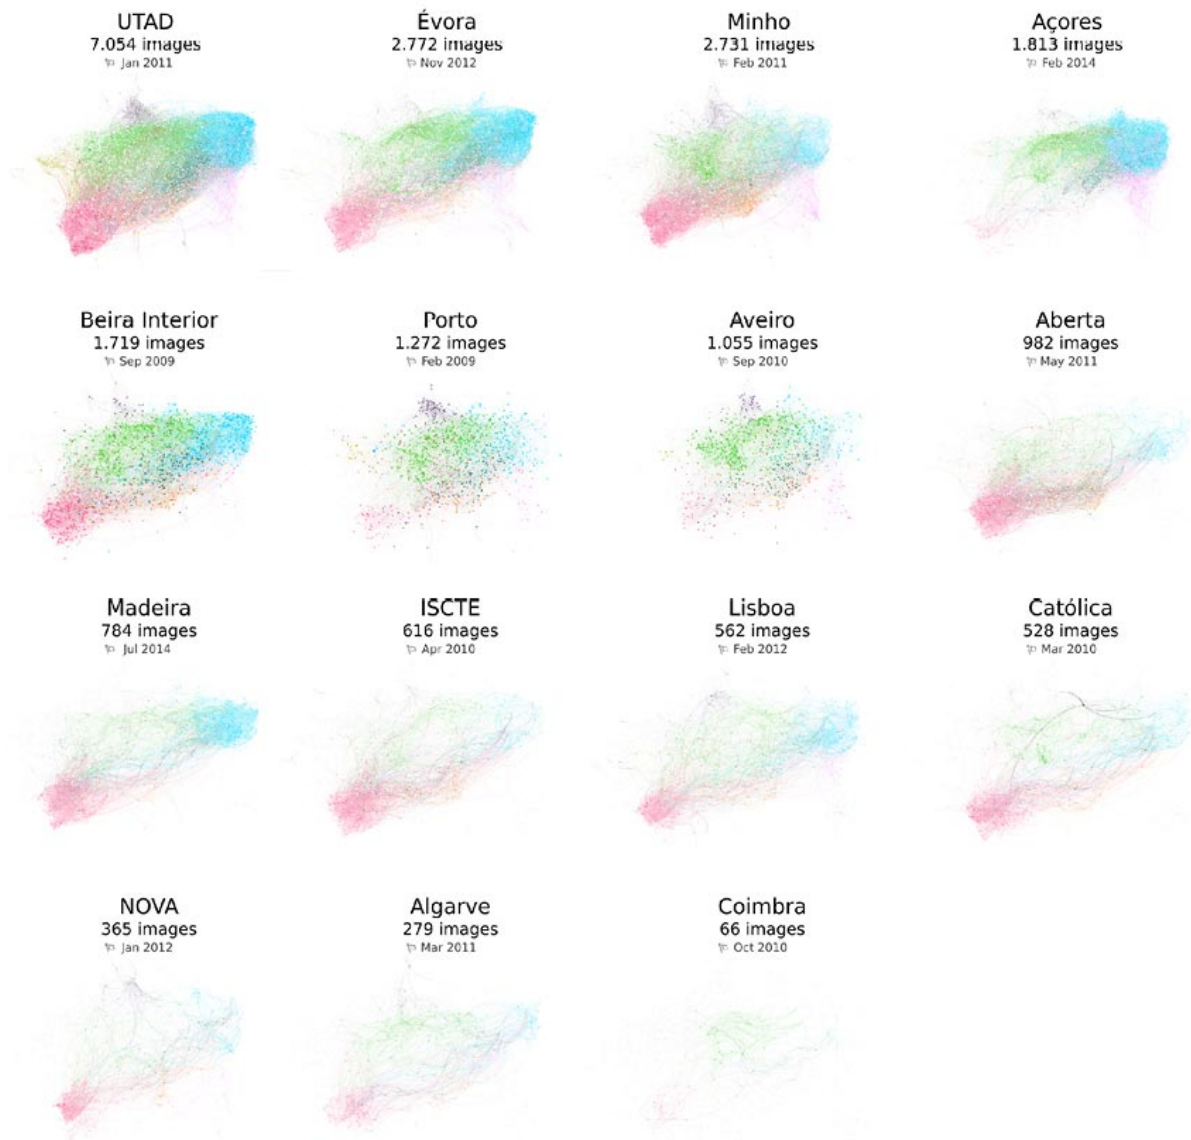 UTAD
7.054 images
Jan 2011
Évora
2.772 images
Nov 2012
Minho
2.731 images
Feb 2011
Açores
1.813 images
Feb 2014
Beira Interior
1.719 images
Sep 2009
Porto
1.272 images
Feb 2009
Aveiro
1.055 images
Sep 2010
Aberta
982 images
May 2011
Madeira
784 images
Jul 2014
ISCTE
616 images
Apr 2010
Lisboa
562 images
Feb 2012
Católica
528 images
Mar 2010
NOVA
365 images
Jan 2012
Algarve
279 images
Mar 2011
Coimbra
66 images
Oct 2010